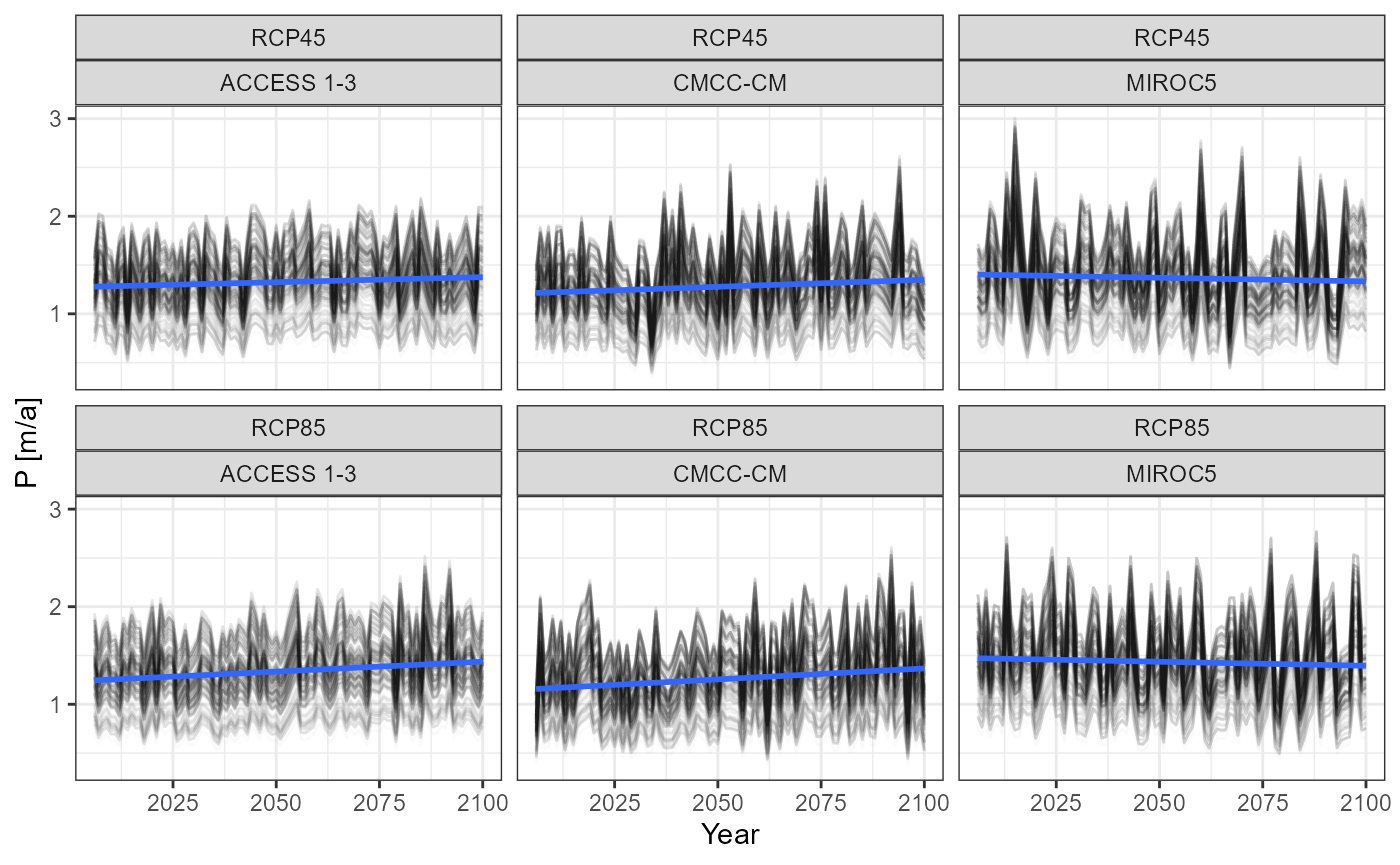 RCP45 RCP45 RCP45
ACCESS 1-3 CMCC-CM MIROC5
3
2
1
P [m/a]
RCP85 RCP85 RCP85
ACCESS 1-3 CMCC-CM MIROC5
3
2
1
2025 2050 2075 2100 2025 2050 2075 2100 2025 2050 2075 2100
Year